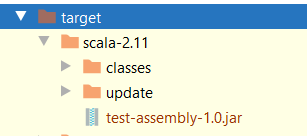 target
scala-2.11
classes
update
test-assembly-1.0.jar